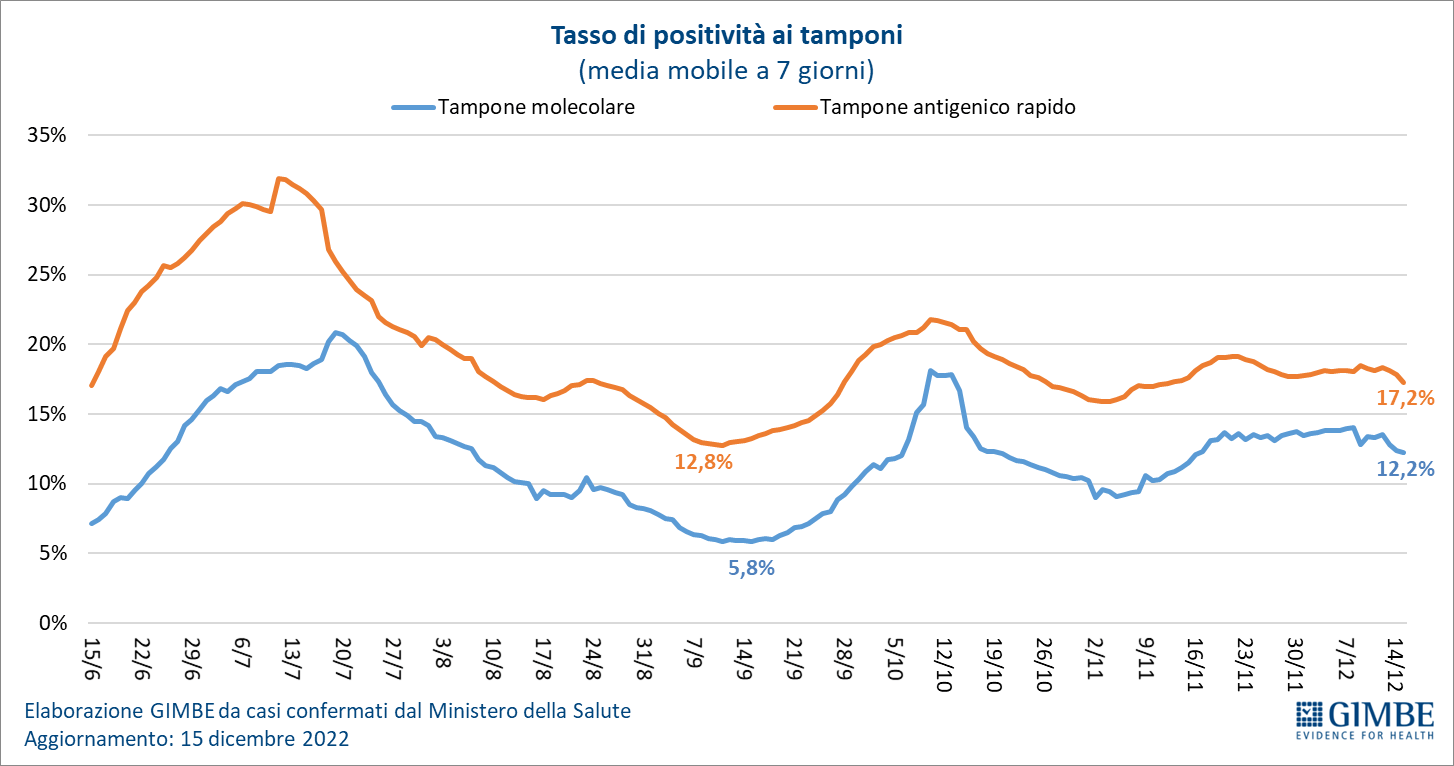 Tasso di positività ai tamponi
(media mobile a 7 giorni)
Tampone molecolare Tampone antigenico rapido
35%
30%
25%
20%
15%
10%
5%
0%
17,2%
12,8%
12,2%
5,8%
15/6 22/6 29/6 6/7 13/7 20/7 27/7 3/8 10/8 17/8 24/8 31/8 7/9 14/9 21/9 28/9 5/10 12/10 19/10 26/10 2/11 9/11 16/11 23/11 30/11 7/12 14/12
Elaborazione GIMBE da casi confermati dal Ministero della Salute
Aggiornamento: 15 dicembre 2022
GIMBE
EVIDENCE FOR HEALTH